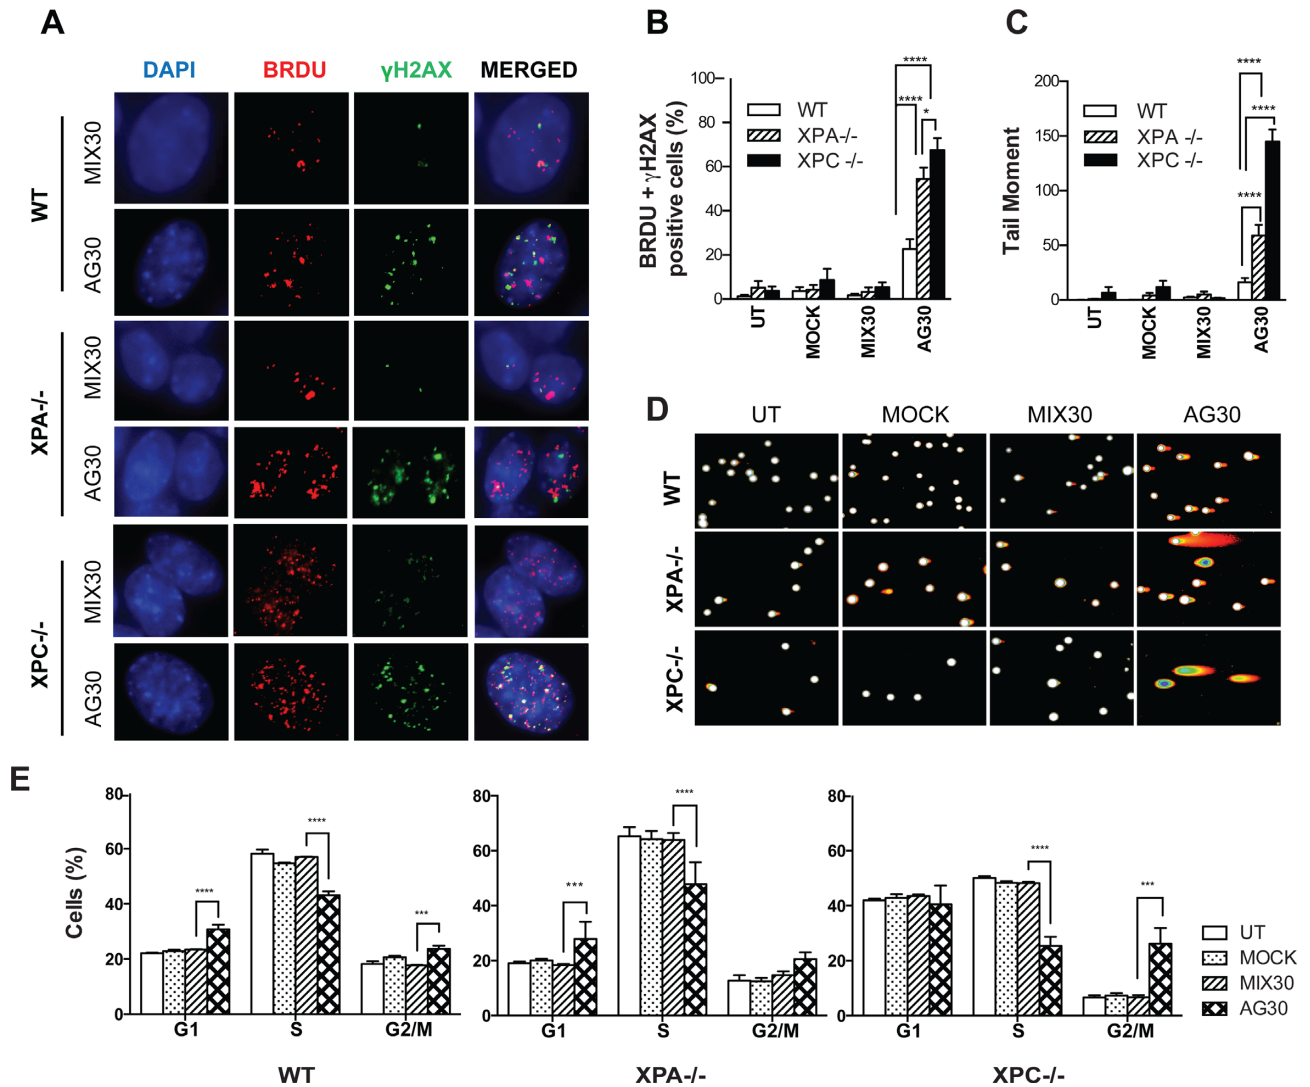 A
DAPI BRDU γH2AX MERGED
WT
MIX30
AG30
XPA-/-
MIX30
AG30
XPC-/-
MIX30
AG30
B
BRDU + γH2AX
positive cells (%)
100
80
60
40
20
0
WT
XPA-/-
XPC -/-
****
****
*
UT MOCK MIX30 AG30
C
Tail Moment
200
150
100
50
0
WT
XPA -/-
XPC -/-
****
****
****
UT MOCK MIX30 AG30
D
UT MOCK MIX30 AG30
WT
XPA-/-
XPC-/-
E
Cells (%)
80
60
40
20
0
****
****
***
G1 S G2/M
WT
80
60
40
20
0
***
****
G1 S G2/M
XPA-/-
80
60
40
20
0
****
***
G1 S G2/M
XPC-/-
UT
MOCK
MIX30
AG30